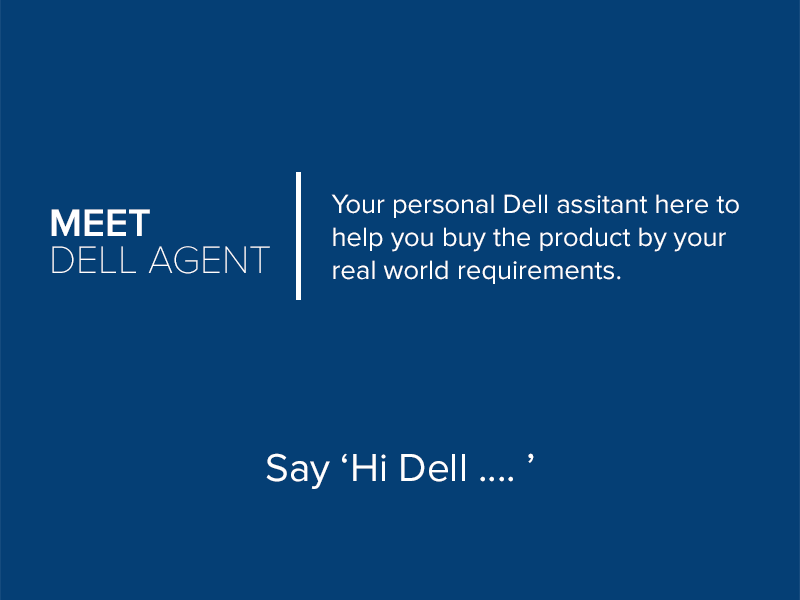 MEET
DELL AGENT
Your personal Dell assitant here to
help you buy the product by your
real world requirements.
Say ‘Hi Dell .... ’